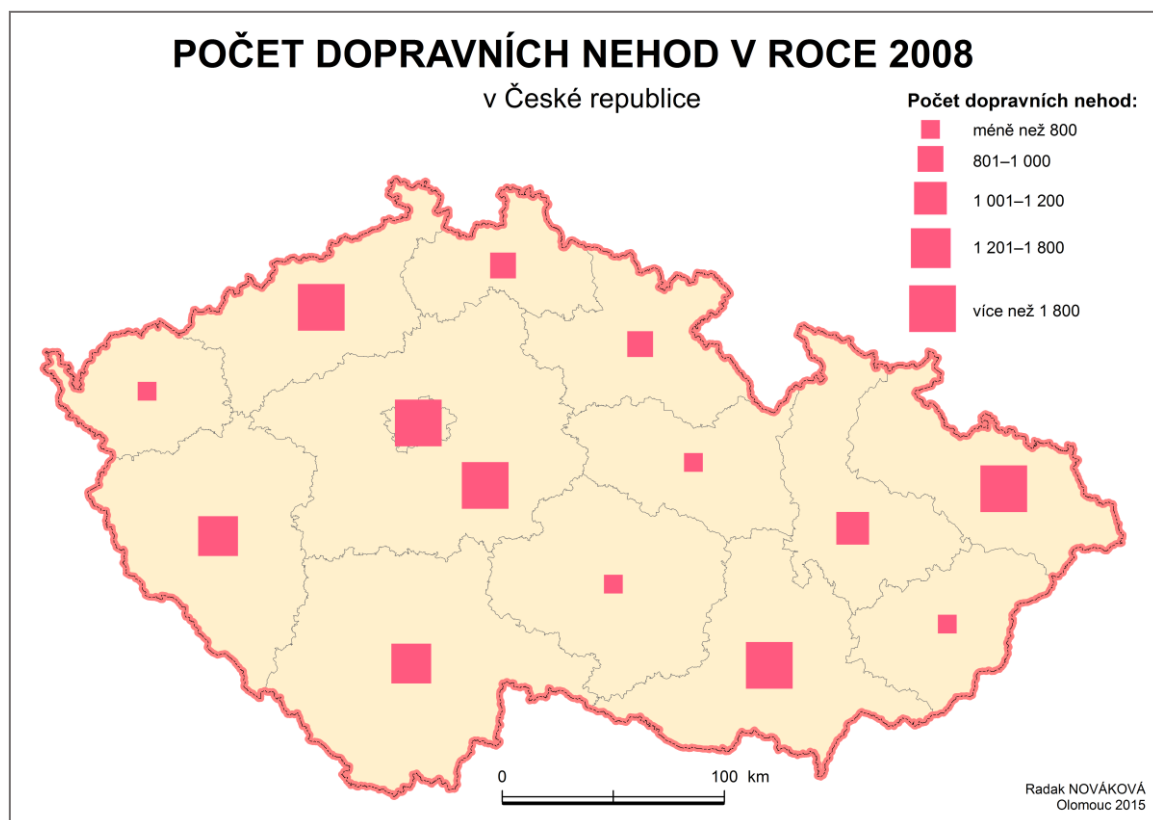 POČET DOPRAVNÍCH NEHOD V ROCE 2008
v České republice
Počet dopravních nehod:
méně než 800
801–1 000
1 001–1 200
1 201–1 800
více než 1 800
0 100 km
Radak NOVÁKOVÁ
Olomouc 2015